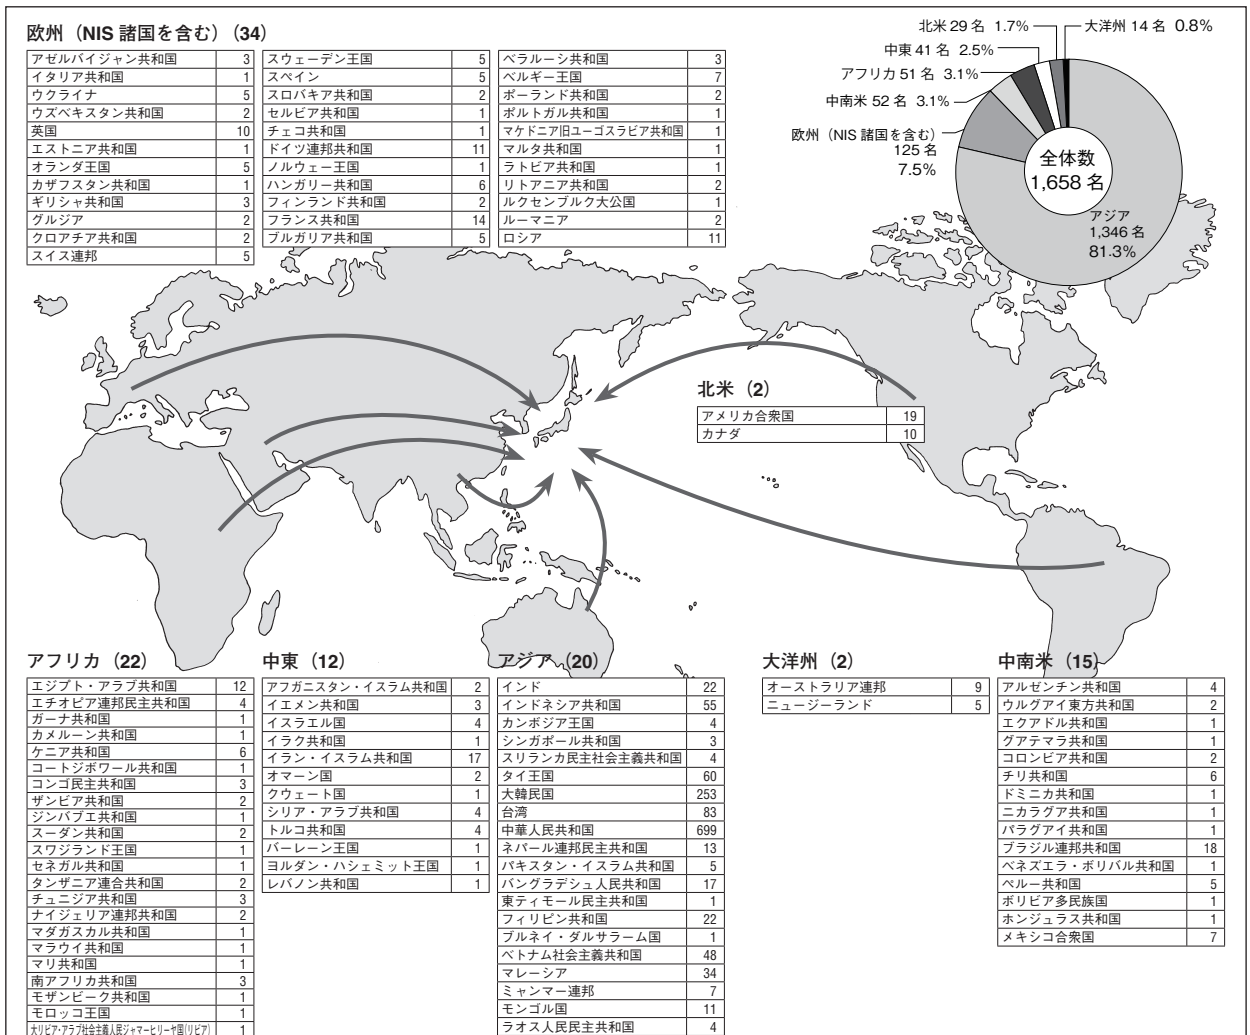 欧州（NIS 諸国を含む）（34）
アゼルバイジャン共和国 3
イタリア共和国 1
ウクライナ 5
ウズベキスタン共和国 2
英国 10
エストニア共和国 1
オランダ王国 5
カザフスタン共和国 1
ギリシャ共和国 3
グルジア 2
クロアチア共和国 2
スイス連邦 5
スウェーデン王国 5
スペイン 5
スロバキア共和国 2
セルビア共和国 1
チェコ共和国 1
ドイツ連邦共和国 11
ノルウェー王国 1
ハンガリー共和国 6
フィンランド共和国 2
フランス共和国 14
ブルガリア共和国 5
ベラルーシ共和国 3
ベルギー王国 7
ポーランド共和国 2
ポルトガル共和国 1
マケドニア旧ユーゴスラビア共和国 1
マルタ共和国 1
ラトビア共和国 1
リトアニア共和国 2
ルクセンブルク大公国 1
ルーマニア 2
ロシア 11
北米 29 名 1.7%
大洋州 14 名 0.8%
中東 41 名 2.5%
アフリカ 51 名 3.1%
中南米 52 名 3.1%
欧州（NIS 諸国を含む）
125 名
7.5%
全体数
1,658 名
アジア
1,346 名
81.3%
北米（2）
アメリカ合衆国 19
カナダ 10
アフリカ（22）
エジプト・アラブ共和国 12
エチオピア連邦民主共和国 4
ガーナ共和国 1
カメルーン共和国 1
ケニア共和国 6
コートジボワール共和国 1
コンゴ民主共和国 3
ザンビア共和国 2
ジンバブエ共和国 1
スーダン共和国 2
スワジランド王国 1
セネガル共和国 1
タンザニア連合共和国 2
チュニジア共和国 3
ナイジェリア連邦共和国 2
マダガスカル共和国 1
マラウイ共和国 1
マリ共和国 1
南アフリカ共和国 3
モザンビーク共和国 1
モロッコ王国 1
大リビア・アラブ社会主義人民ジャマーヒリーヤ国（リビア） 1
中東（12）
アフガニスタン・イスラム共和国 2
イエメン共和国 3
イスラエル国 4
イラク共和国 1
イラン・イスラム共和国 17
オマーン国 2
クウェート国 1
シリア・アラブ共和国 4
トルコ共和国 4
バーレーン王国 1
ヨルダン・ハシェミット王国 1
レバノン共和国 1
アジア（20）
インド 22
インドネシア共和国 55
カンボジア王国 4
シンガポール共和国 3
スリランカ民主社会主義共和国 4
タイ王国 60
大韓民国 253
台湾 83
中華人民共和国 699
ネパール連邦民主共和国 13
パキスタン・イスラム共和国 5
バングラデシュ人民共和国 17
東ティモール民主共和国 1
フィリピン共和国 22
ブルネイ・ダルサラーム国 1
ベトナム社会主義共和国 48
マレーシア 34
ミャンマー連邦 7
モンゴル国 11
ラオス人民民主共和国 4
大洋州（2）
オーストラリア連邦 9
ニュージーランド 5
中南米（15）
アルゼンチン共和国 4
ウルグアイ東方共和国 2
エクアドル共和国 1
グアテマラ共和国 1
コロンビア共和国 2
チリ共和国 6
ドミニカ共和国 1
ニカラグア共和国 1
パラグアイ共和国 1
ブラジル連邦共和国 18
ベネズエラ・ボリバル共和国 1
ペルー共和国 5
ボリビア多民族国 1
ホンジュラス共和国 1
メキシコ合衆国 7